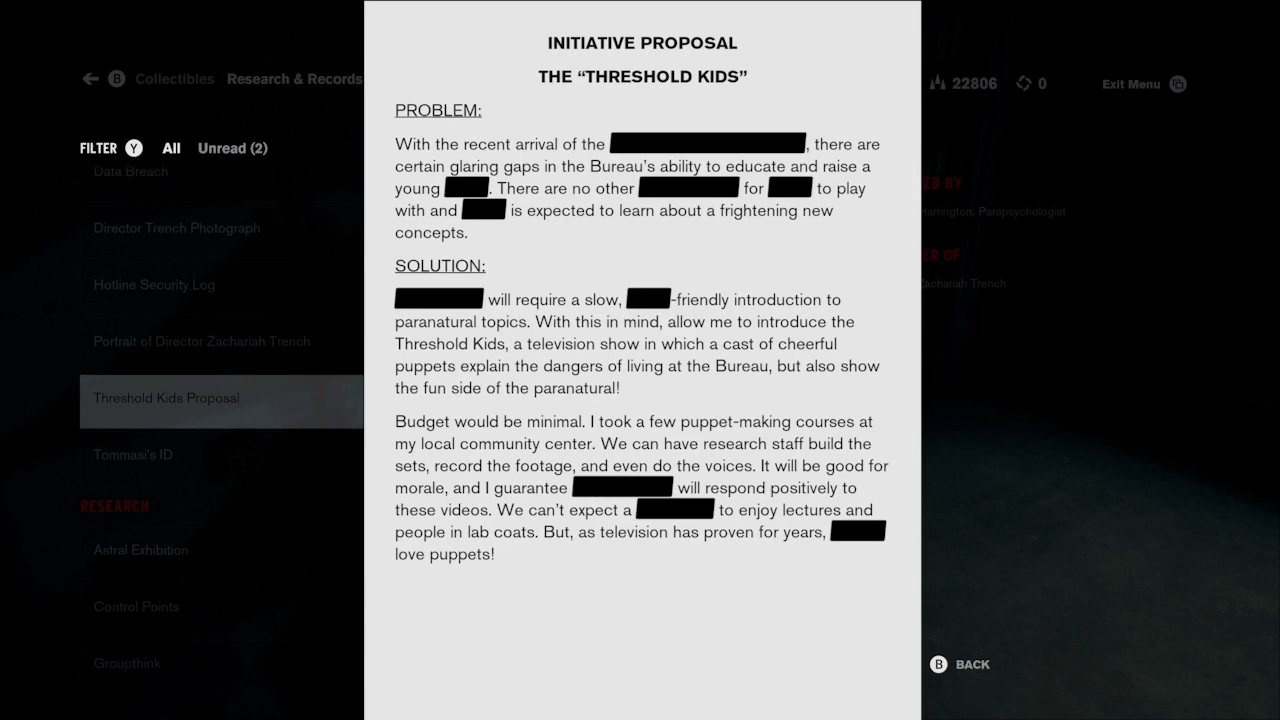 INITIATIVE PROPOSAL
THE “THRESHOLD KIDS”
PROBLEM:
With the recent arrival of the , there are
certain glaring gaps in the Bureau’s ability to educate and raise a
young . There are no other for to play
with and is expected to learn about a frightening new
concepts.
SOLUTION:
will require a slow, -friendly introduction to
paranatural topics. With this in mind, allow me to introduce the
Threshold Kids, a television show in which a cast of cheerful
puppets explain the dangers of living at the Bureau, but also show
the fun side of the paranatural!
Budget would be minimal. I took a few puppet-making courses at
my local community center. We can have research staff build the
sets, record the footage, and even do the voices. It will be good for
morale, and I guarantee will respond positively to
these videos. We can’t expect a to enjoy lectures and
people in lab coats. But, as television has proven for years,
love puppets!
B Collectibles Research & Records
FILTER Y All Unread (2)
Data Breach
Director Trench Photograph
Hotline Security Log
Portrait of Director Zachariah Trench
Threshold Kids Proposal
Tommasi’s ID
RESEARCH
Astral Exhibition
Control Points
Groupthink
22806 0 Exit Menu
ED BY
Harrington, Parapsychologist
ER OF
Zachariah Trench
B BACK